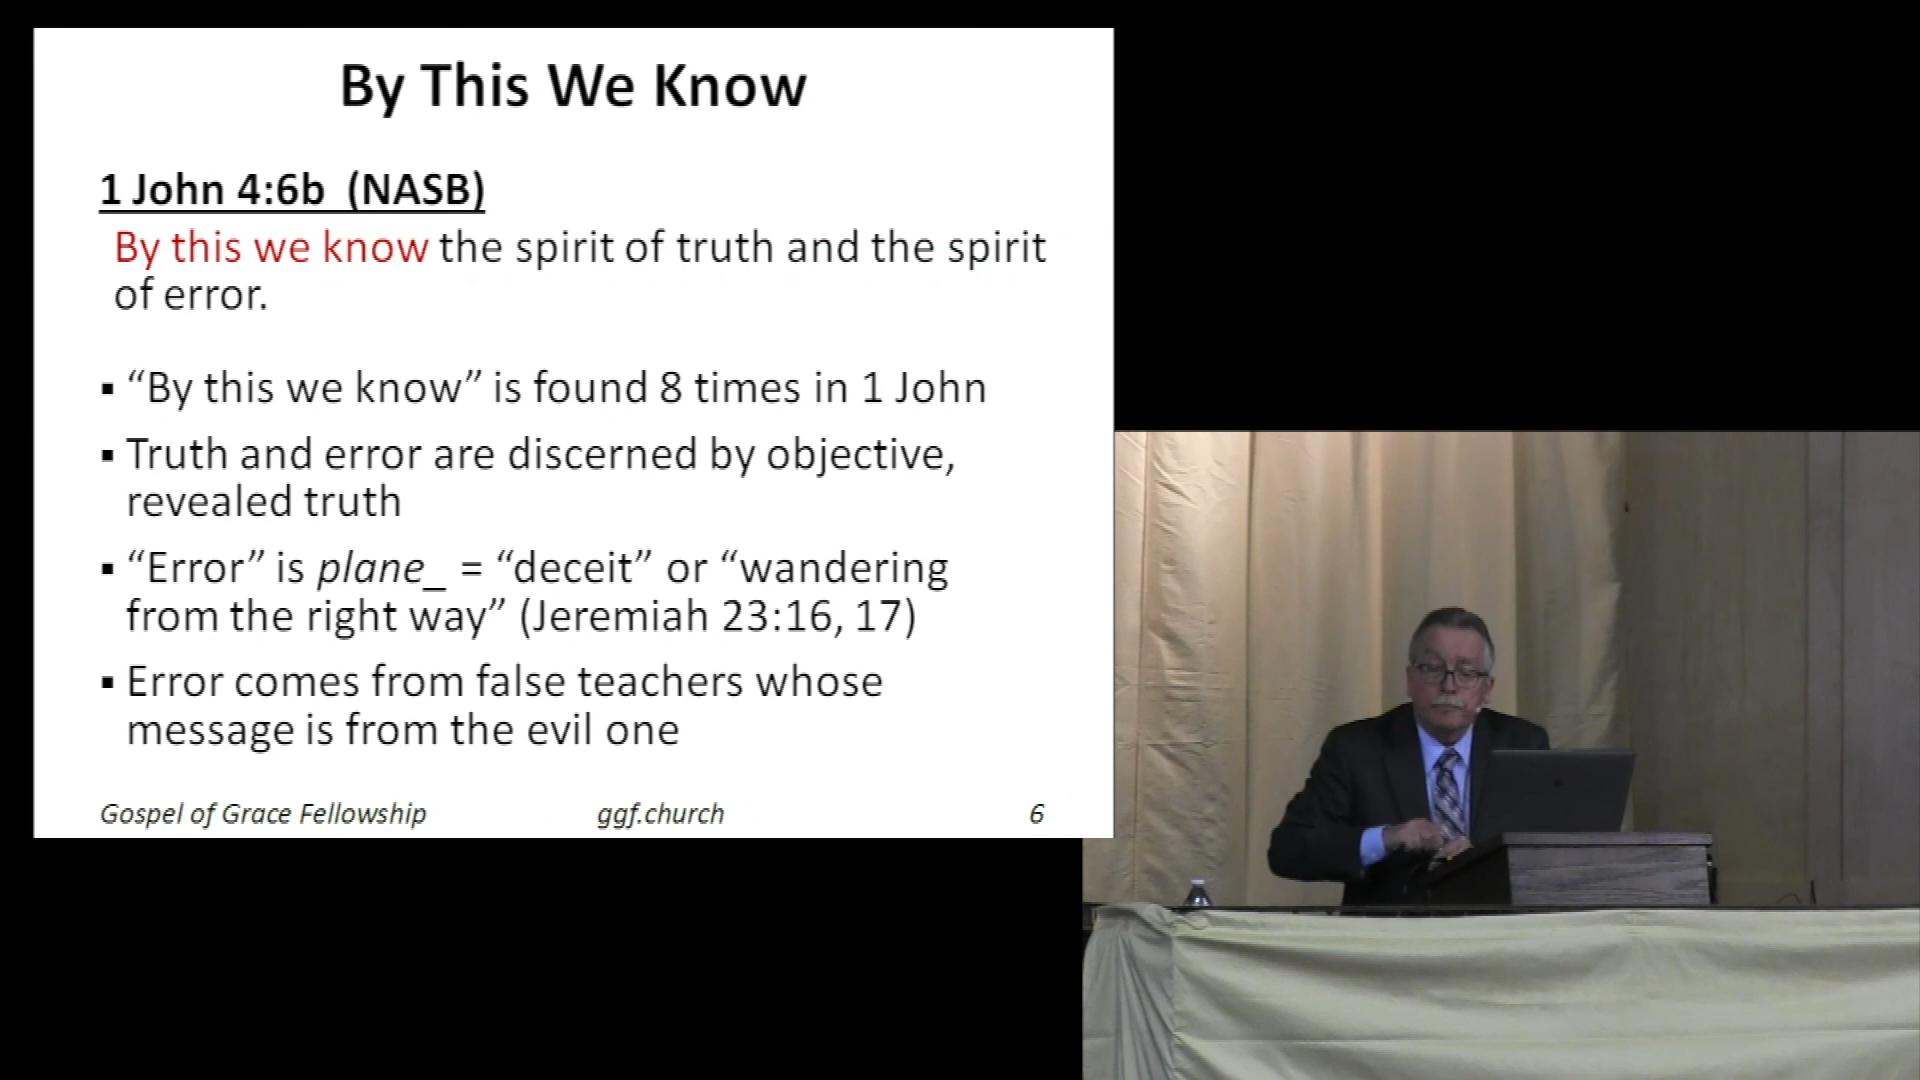 By This We Know
1 John 4:6b (NASB)
By this we know the spirit of truth and the spirit
of error.
▪ “By this we know” is found 8 times in 1 John
▪ Truth and error are discerned by objective,
revealed truth
▪ “Error” is plane_ = “deceit” or “wandering
from the right way” (Jeremiah 23:16, 17)
▪ Error comes from false teachers whose
message is from the evil one
Gospel of Grace Fellowship ggf.church 6